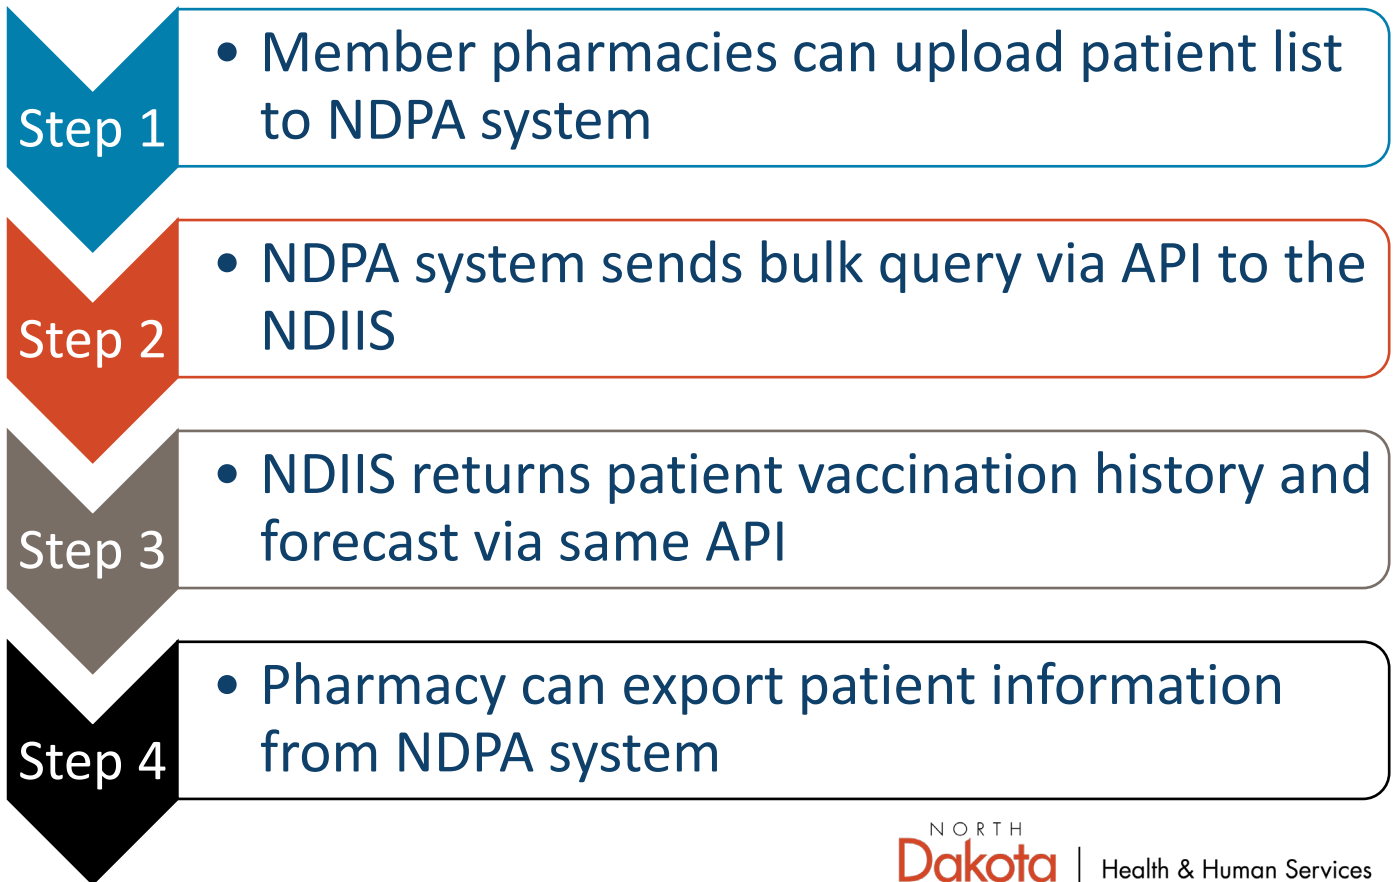 Step 1
• Member pharmacies can upload patient list
to NDPA system
Step 2
• NDPA system sends bulk query via API to the
NDIIS
Step 3
• NDIIS returns patient vaccination history and
forecast via same API
Step 4
• Pharmacy can export patient information
from NDPA system
NORTH
Dakota | Health & Human Services